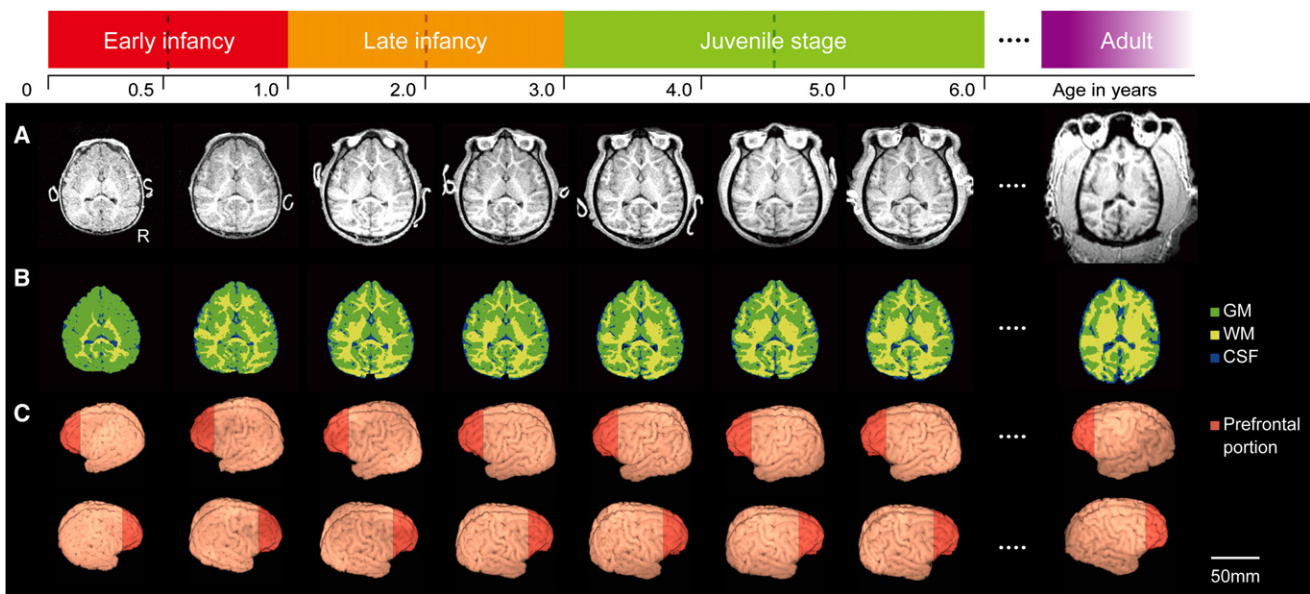 Early infancy Late infancy Juvenile stage .... Adult
0 0.5 1.0 2.0 3.0 4.0 5.0 6.0 Age in years
A
R
....
B
GM
WM
CSF
....
C
Prefrontal
portion
....
....
50mm